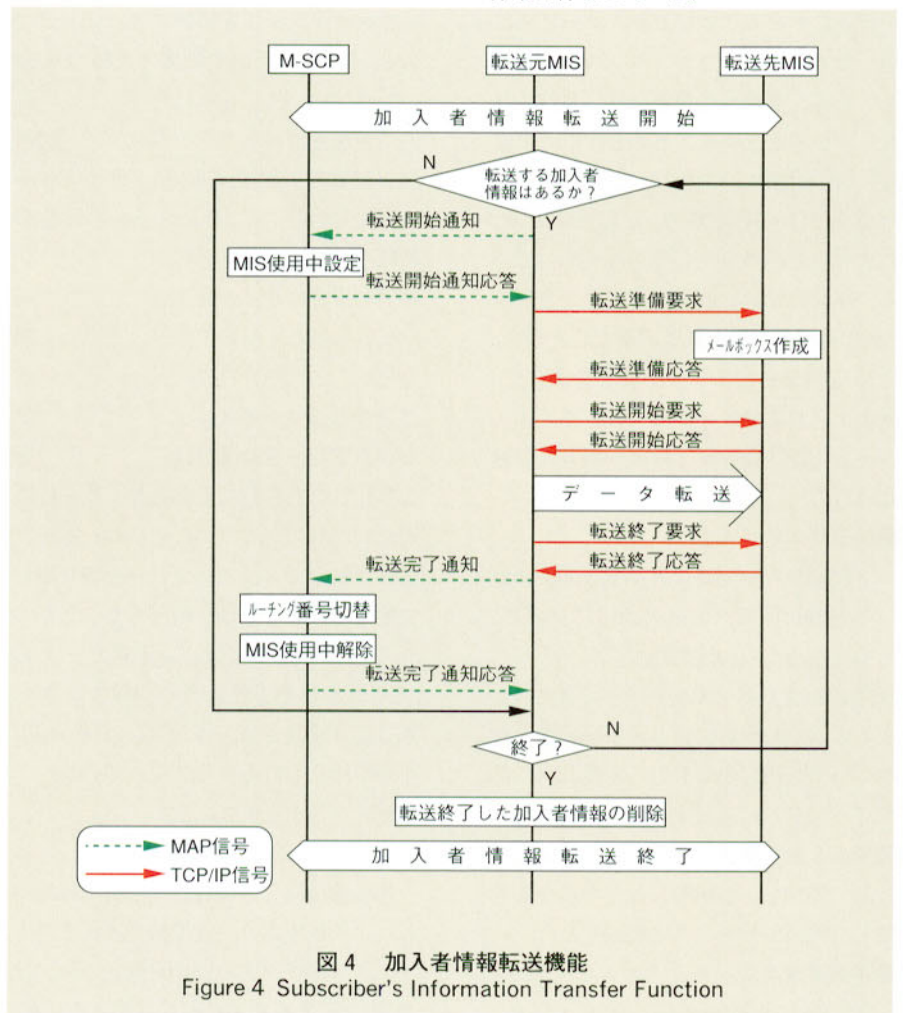 M-SCP 転送元MIS 転送先MIS
加入者情報転送開始
N
転送する加入者
情報はあるか?
Y
転送開始通知
MIS使用中設定
転送開始通知応答
転送準備要求
メールボックス作成
転送準備応答
転送開始要求
転送開始応答
データ転送
転送終了要求
転送完了通知
転送終了応答
ルーチング番号切替
MIS使用中解除
転送完了通知応答
終了?
N
Y
転送終了した加入者情報の削除
MAP信号
加入者情報転送終了
TCP/IP信号
図4 加入者情報転送機能
Figure 4 Subscriber's Information Transfer Function